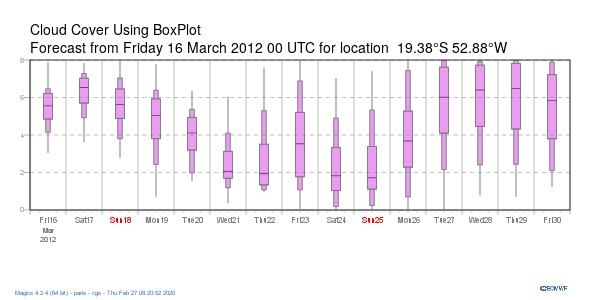 Cloud Cover Using BoxPlot
Forecast from Friday 16 March 2012 00 UTC for location 19.38°S 52.88°W
8
6
4
2
0
Fri16 Sat17 Sun18 Mon19 Tue20 Wed21 Thu22 Fri23 Sat24 Sun25 Mon26 Tue27 Wed28 Thu29 Fri30
Mar
2012
Magics 4.2.4 (64 bit) - paris - cgs - Thu Feb 27 08:20:52 2020
ECMWF